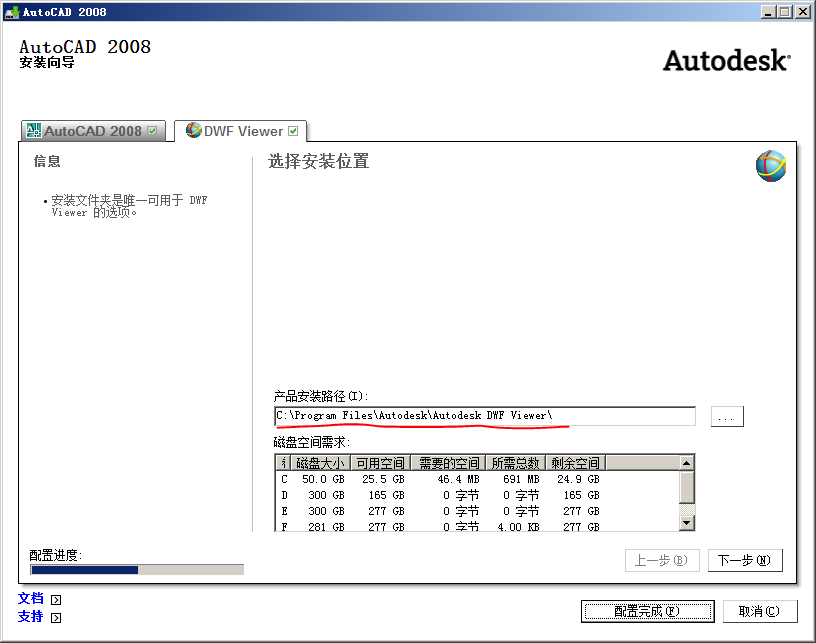 AutoCAD 2008
AutoCAD 2008
安装向导
Autodesk
AutoCAD 2008
DWF Viewer
信息
选择安装位置
• 安装文件夹是唯一可用于 DWF
Viewer 的选项。
产品安装路径(I):
C:\Program Files\Autodesk\Autodesk DWF Viewer\
...
磁盘空间需求:
磁盘大小 可用空间 需要的空间 所需总数 剩余空间
C 50.0 GB 25.5 GB 46.4 MB 691 MB 24.9 GB
D 300 GB 165 GB 0 字节 0 字节 165 GB
E 300 GB 277 GB 0 字节 0 字节 277 GB
F 281 GB 277 GB 0 字节 4.00 KB 277 GB
配置进度:
上一步(B)
下一步(N)
文档
支持
配置完成(F)
取消(C)